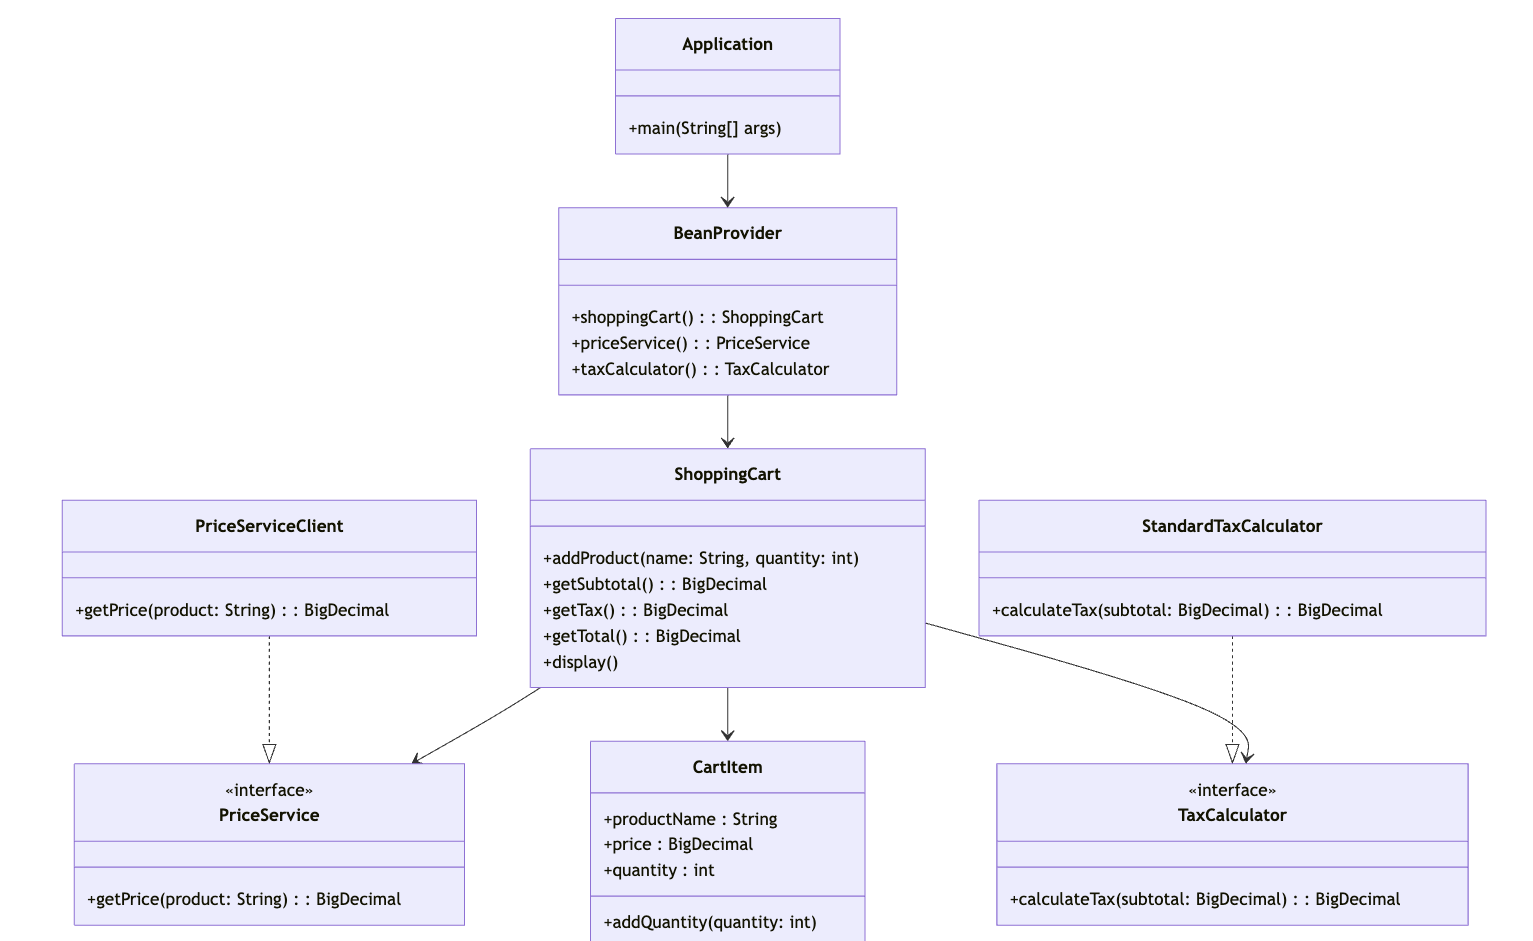 Application
+main(String[] args)
BeanProvider
+shoppingCart() : : ShoppingCart
+priceService() : : PriceService
+taxCalculator() : : TaxCalculator
ShoppingCart
+addProduct(name: String, quantity: int)
+getSubtotal() : : BigDecimal
+getTax() : : BigDecimal
+getTotal() : : BigDecimal
+display()
PriceServiceClient
+getPrice(product: String) : : BigDecimal
StandardTaxCalculator
+calculateTax(subtotal: BigDecimal) : : BigDecimal
«interface»
PriceService
+getPrice(product: String) : : BigDecimal
CartItem
+productName : String
+price : BigDecimal
+quantity : int
+addQuantity(quantity: int)
«interface»
TaxCalculator
+calculateTax(subtotal: BigDecimal) : : BigDecimal